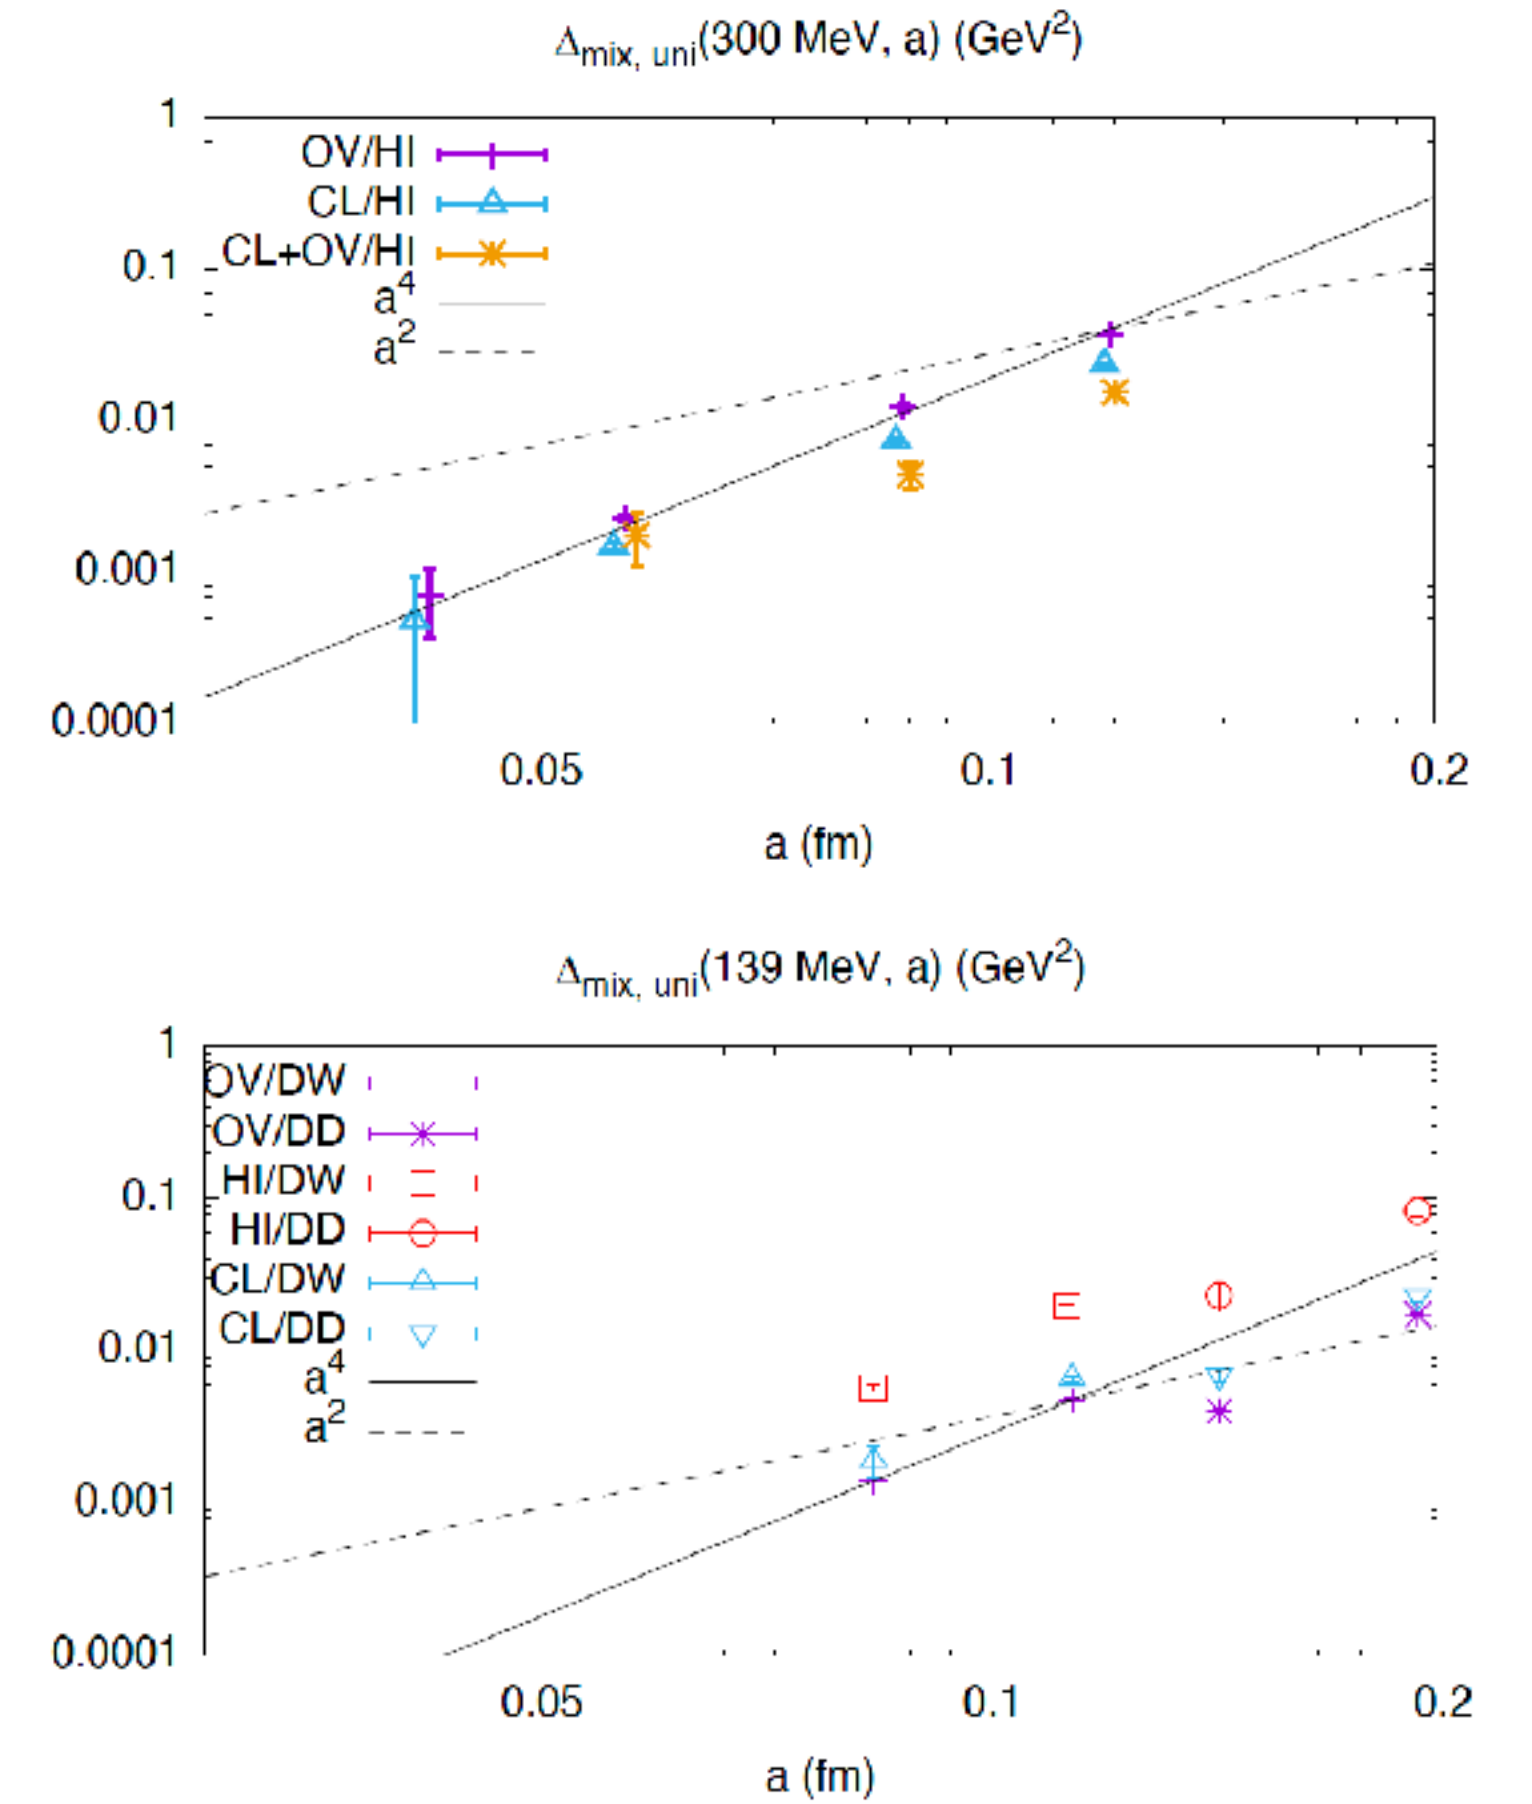 Δmix, uni(300 MeV, a) (GeV²)
1
OV/HI
CL/HI
0.1
CL+OV/HI
a⁴
a²
0.01
0.001
0.0001
0.05
0.1
0.2
a (fm)
Δmix, uni(139 MeV, a) (GeV²)
1
OV/DW
OV/DD
HI/DW
0.1
HI/DD
CL/DW
CL/DD
0.01
a⁴
a²
0.001
0.0001
0.05
0.1
0.2
a (fm)